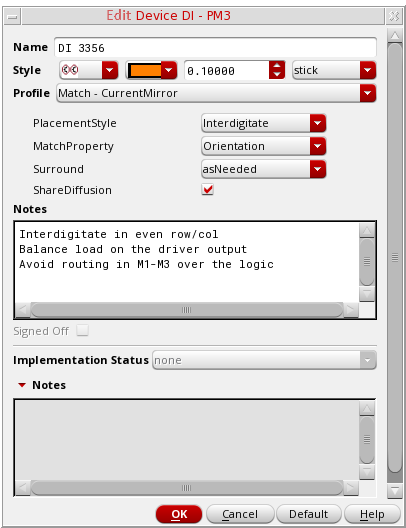 Edit Device DI - PM3
Name DI 3356
Style 0.10000 stick
Profile Match - CurrentMirror
PlacementStyle Interdigitate
MatchProperty Orientation
Surround asNeeded
ShareDiffusion
Notes
Interdigitate in even row/col
Balance load on the driver output
Avoid routing in M1-M3 over the logic
Signed Off
Implementation Status none
Notes
OK Cancel Default Help